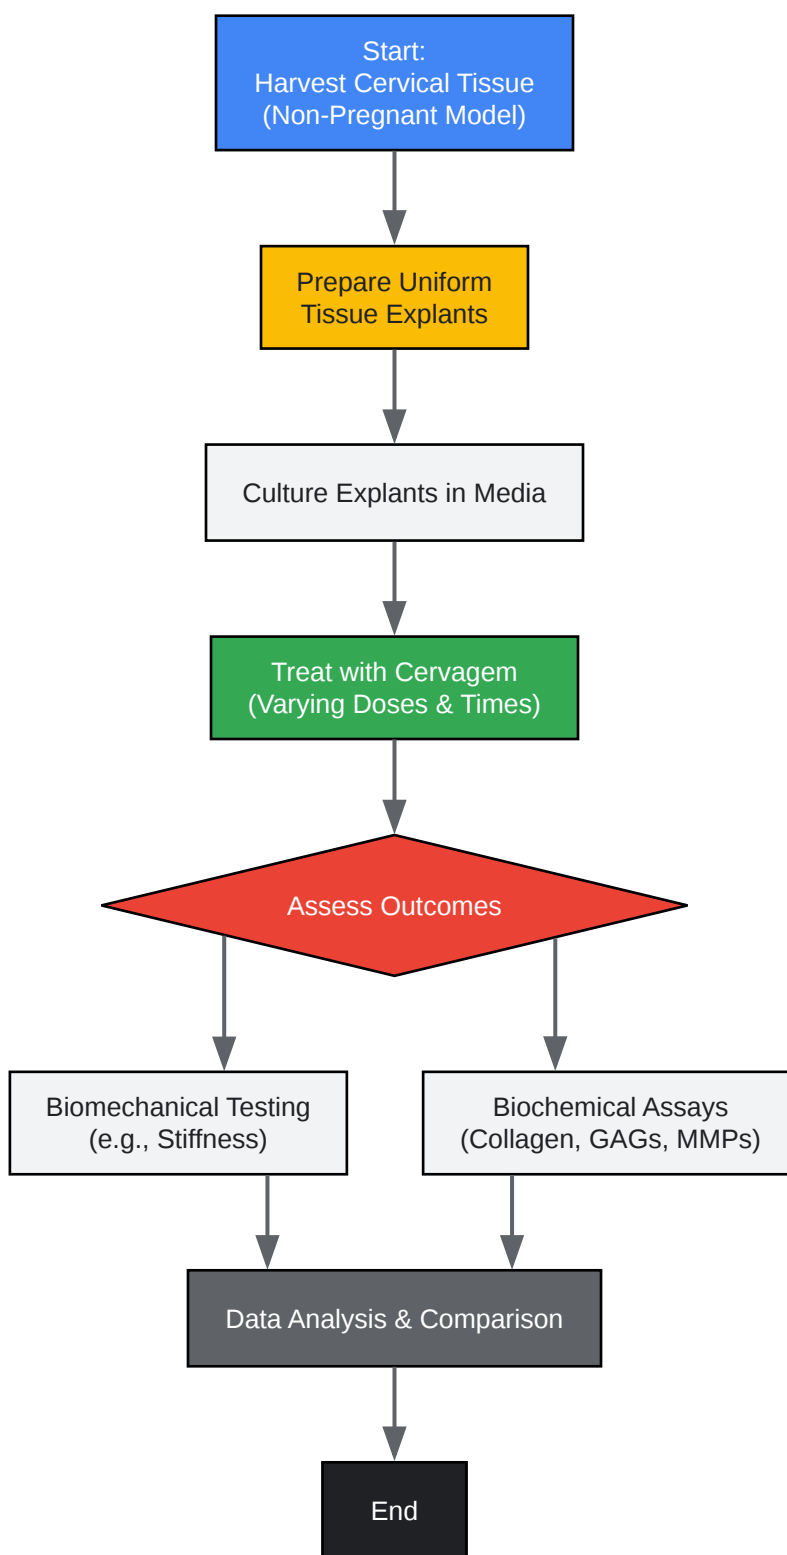 Start:
Harvest Cervical Tissue
(Non-Pregnant Model)
Prepare Uniform
Tissue Explants
Culture Explants in Media
Treat with Cervagem
(Varying Doses & Times)
Assess Outcomes
Biomechanical Testing
(e.g., Stiffness)
Biochemical Assays
(Collagen, GAGs, MMPs)
Data Analysis & Comparison
End